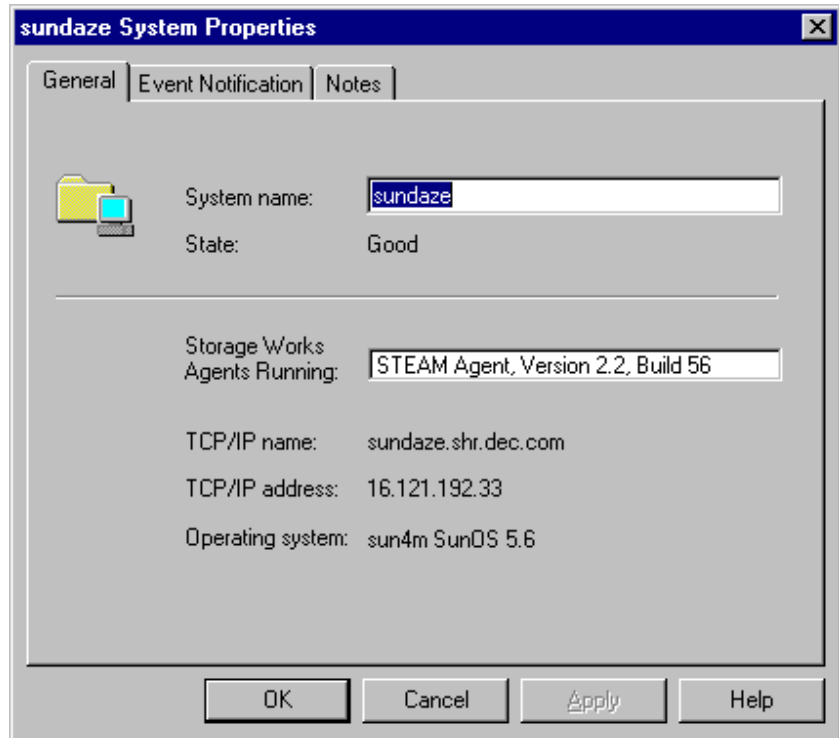 sundaze System Properties
General Event Notification Notes
System name: sundaze
State: Good
Storage Works
Agents Running: STEAM Agent, Version 2.2, Build 56
TCP/IP name: sundaze.shr.dec.com
TCP/IP address: 16.121.192.33
Operating system: sun4m SunOS 5.6
OK Cancel Apply Help